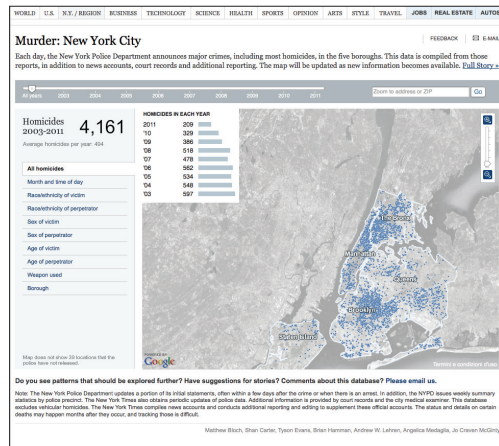 WORLD U.S. N.Y. / REGION BUSINESS TECHNOLOGY SCIENCE HEALTH SPORTS OPINION ARTS STYLE TRAVEL JOBS REAL ESTATE AUTOS
Murder: New York City
FEEDBACK E-MAIL
Each day, the New York Police Department announces major crimes, including most homicides, in the five boroughs. This data is compiled from those
reports, in addition to news accounts, court records and additional reporting. The map will be updated as new information becomes available. Full Story »
All years 2003 2004 2005 2006 2007 2008 2009 2010 2011
Zoom to address or ZIP Go
Homicides
2003-2011 4,161
Average homicides per year: 494
All homicides
Month and time of day
Race/ethnicity of victim
Race/ethnicity of perpetrator
Sex of victim
Sex of perpetrator
Age of victim
Age of perpetrator
Weapon used
Borough
Map does not show 39 locations that the
police have not released.
HOMICIDES IN EACH YEAR
2011 209
'10 329
'09 386
'08 518
'07 478
'06 562
'05 534
'04 548
'03 597
The Bronx
Manhattan
Queens
Brooklyn
Staten Island
POWERED BY
Google
Termini e condizioni d'uso
Do you see patterns that should be explored further? Have suggestions for stories? Comments about this database? Please email us.
Note: The New York Police Department updates a portion of its initial statements, often within a few days after the crime or when there is an arrest. In addition, the NYPD issues weekly summary
statistics by police precinct. The New York Times also obtains periodic updates of police data. Additional information is provided by court records and the city medical examiner. This database
excludes vehicular homicides. The New York Times compiles news accounts and conducts additional reporting and editing to supplement these official accounts. The status and details on certain
deaths may happen months after they occur, and tracking those is difficult.
Matthew Bloch, Shan Carter, Tyson Evans, Brian Hamman, Andrew W. Lehren, Angelica Medaglia, Jo Craven McGinty